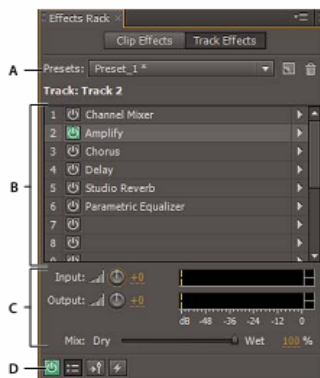 Effects Rack
Clip Effects Track Effects
A
Presets: Preset_1 *
Track: Track 2
1 Channel Mixer
2 Amplify
3 Chorus
4 Delay
B
5 Studio Reverb
6 Parametric Equalizer
7
8
Input: +0
Output: +0
C
dB -48 -36 -24 -12 0
Mix: Dry Wet 100 %
D